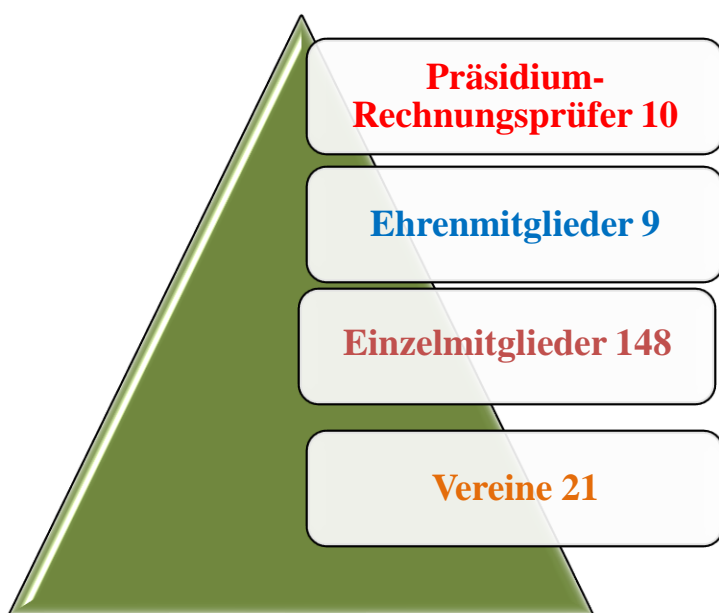 Präsidium-
Rechnungsprüfer 10
Ehrenmitglieder 9
Einzelmitglieder 148
Vereine 21